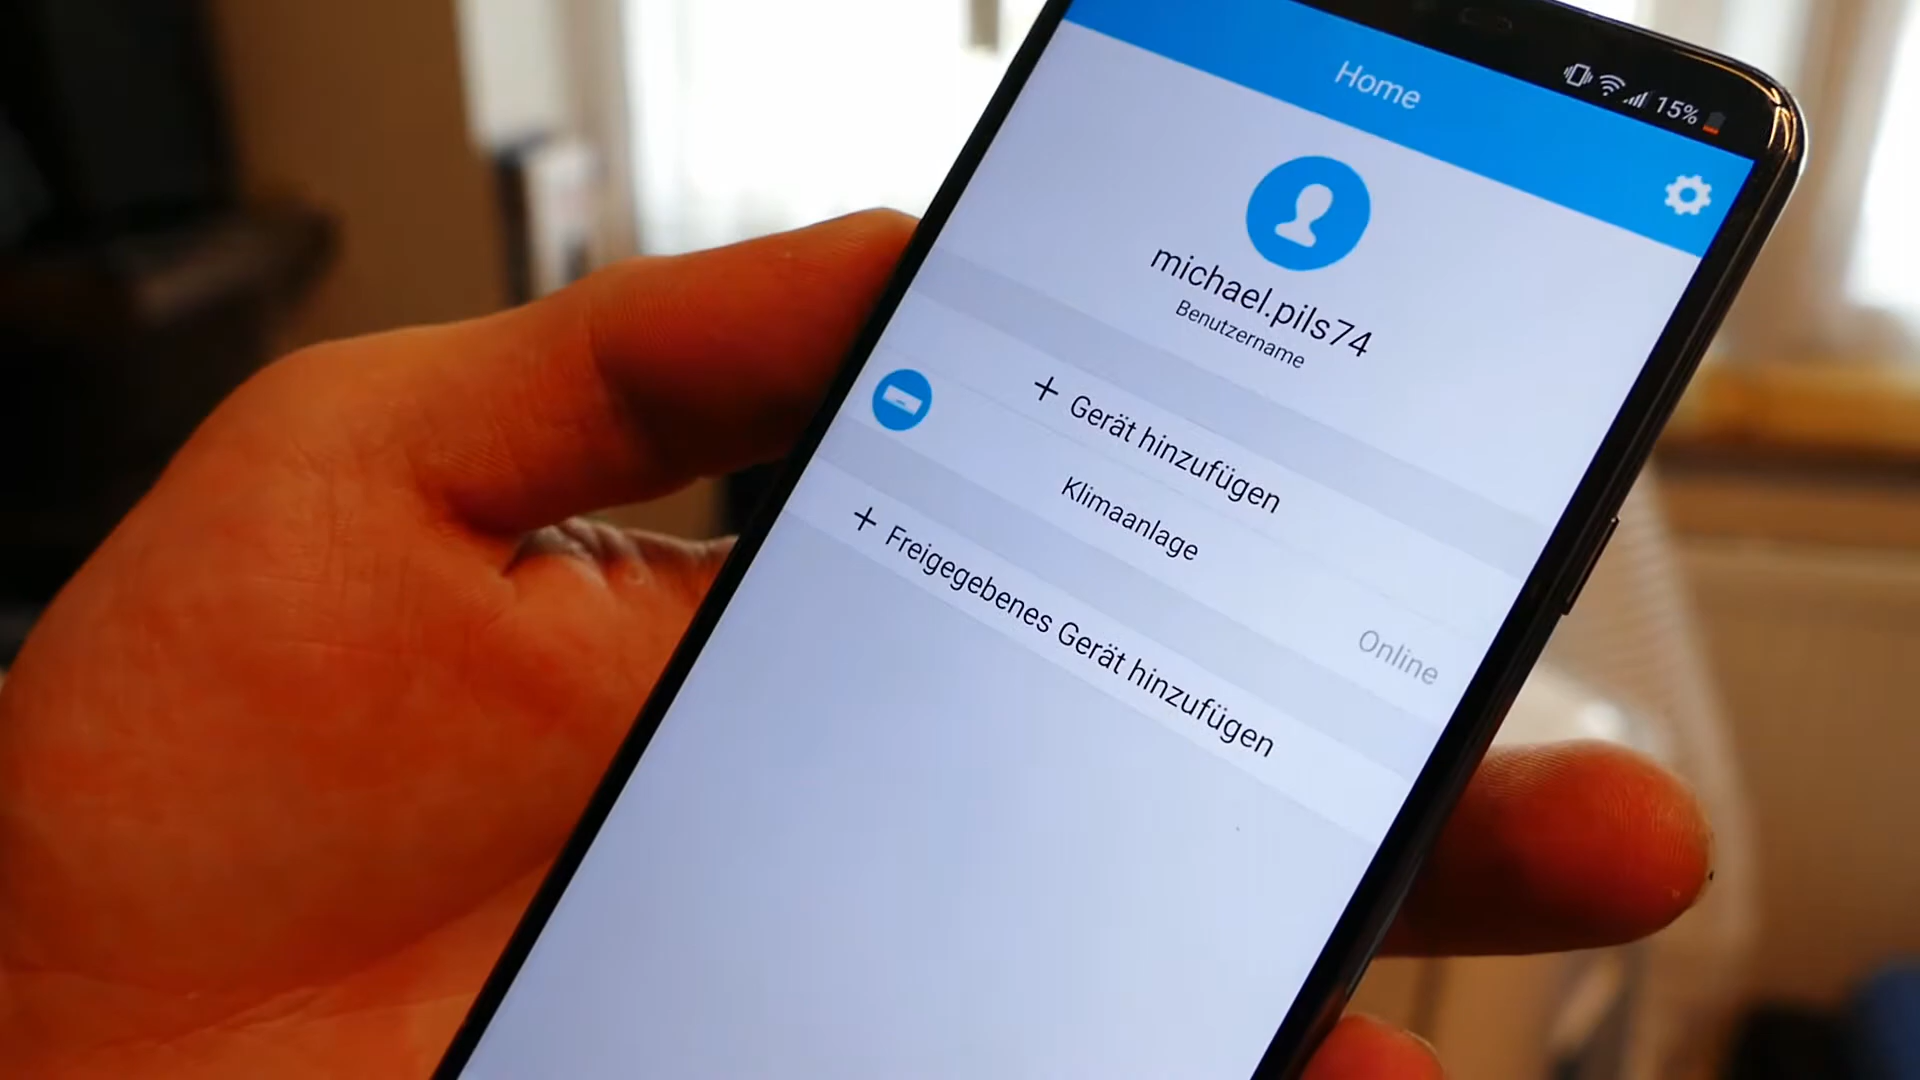 15%
Home
michael.pils74
Benutzername
+ Gerät hinzufügen
Klimaanlage
Online
+ Freigegebenes Gerät hinzufügen